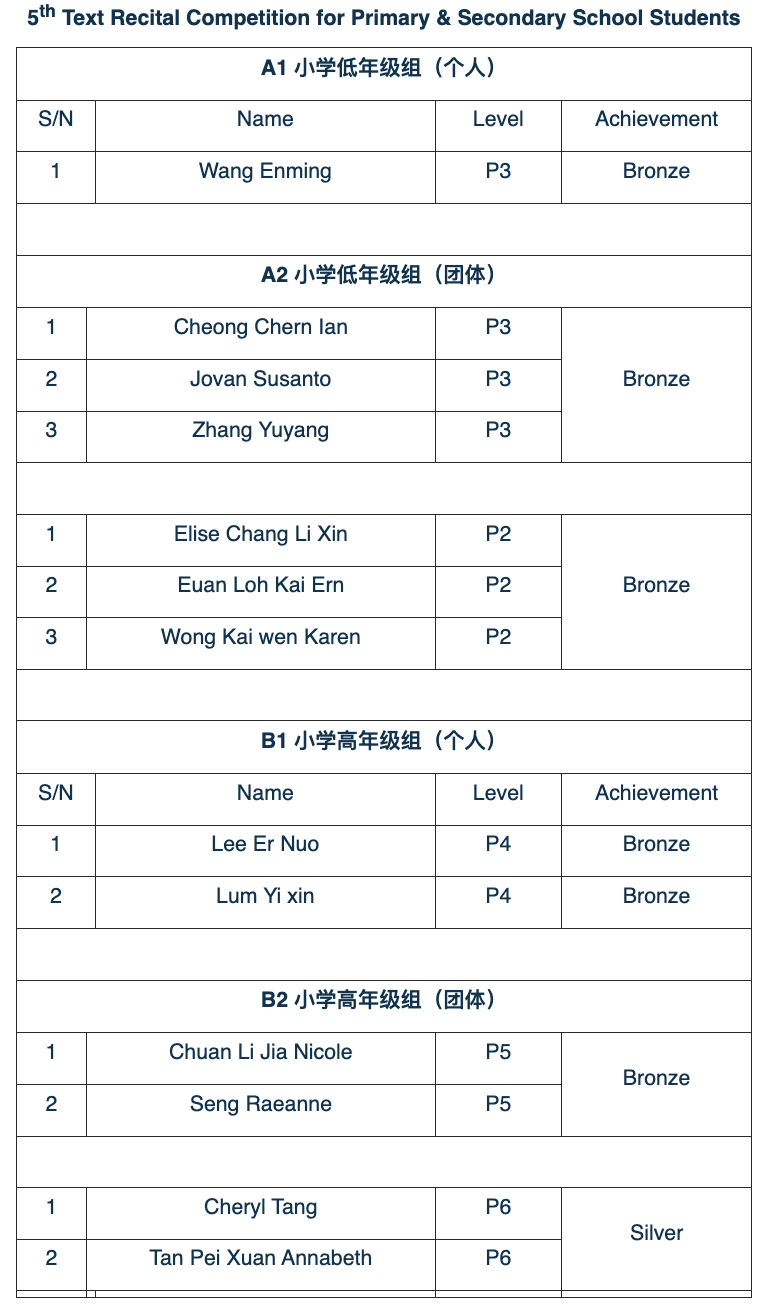 5th Text Recital Competition for Primary & Secondary School Students
A1 小学低年级组（个人）
S/N Name Level Achievement
1 Wang Enming P3 Bronze
A2 小学低年级组（团体）
1 Cheong Chern Ian P3
2 Jovan Susanto P3 Bronze
3 Zhang Yuyang P3
1 Elise Chang Li Xin P2
2 Euan Loh Kai Ern P2 Bronze
3 Wong Kai wen Karen P2
B1 小学高年级组（个人）
S/N Name Level Achievement
1 Lee Er Nuo P4 Bronze
2 Lum Yi xin P4 Bronze
B2 小学高年级组（团体）
1 Chuan Li Jia Nicole P5
Bronze
2 Seng Raeanne P5
1 Cheryl Tang P6
Silver
2 Tan Pei Xuan Annabeth P6